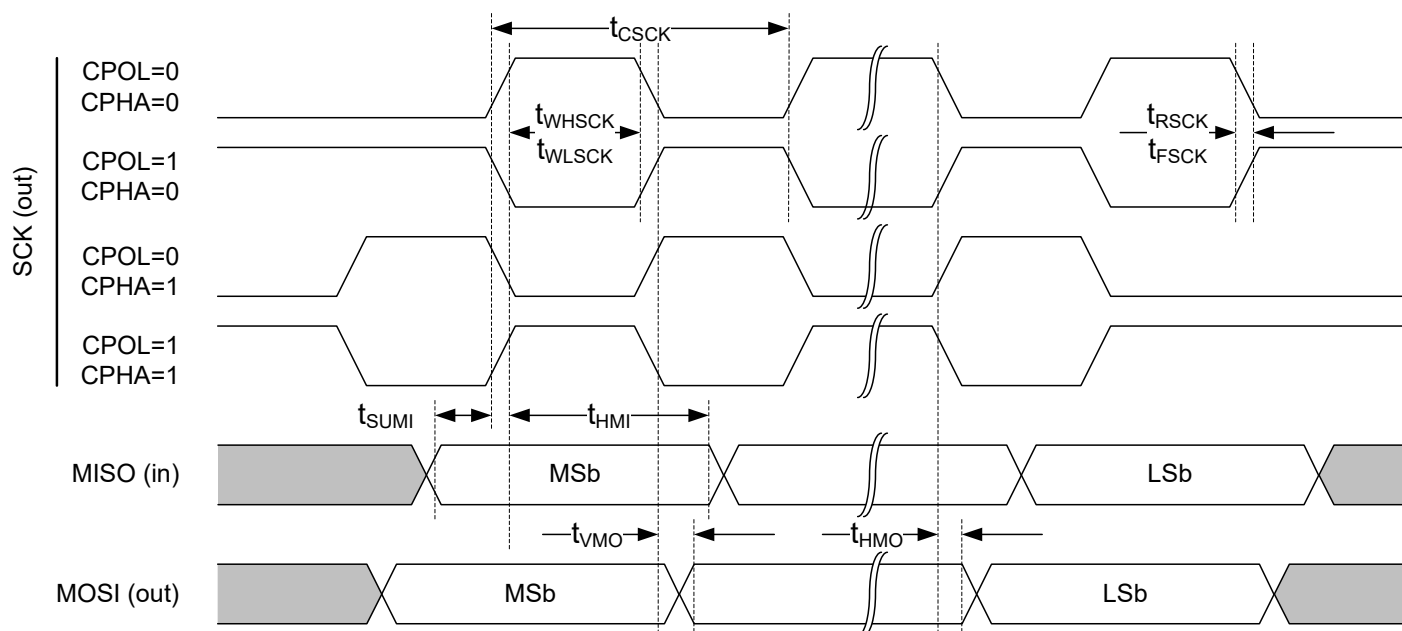 tCSCK
CPOL=0
CPHA=0
tWHSCK
tWLSCK
tRSCK
tFSCK
CPOL=1
CPHA=0
SCK (out)
CPOL=0
CPHA=1
CPOL=1
CPHA=1
tSUMI
tHMI
MISO (in)
MSb
LSb
tVMO
tHMO
MOSI (out)
MSb
LSb